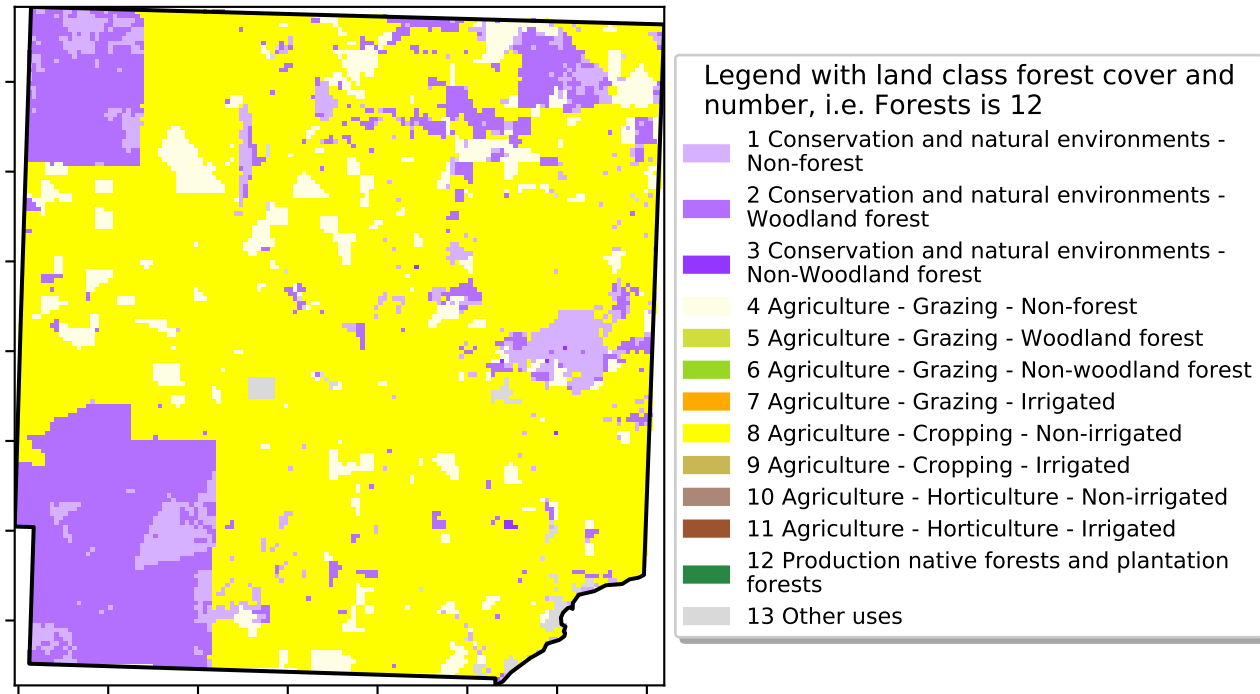 Legend with land class forest cover and
number, i.e. Forests is 12
1 Conservation and natural environments -
Non-forest
2 Conservation and natural environments -
Woodland forest
3 Conservation and natural environments -
Non-Woodland forest
4 Agriculture - Grazing - Non-forest
5 Agriculture - Grazing - Woodland forest
6 Agriculture - Grazing - Non-woodland forest
7 Agriculture - Grazing - Irrigated
8 Agriculture - Cropping - Non-irrigated
9 Agriculture - Cropping - Irrigated
10 Agriculture - Horticulture - Non-irrigated
11 Agriculture - Horticulture - Irrigated
12 Production native forests and plantation
forests
13 Other uses